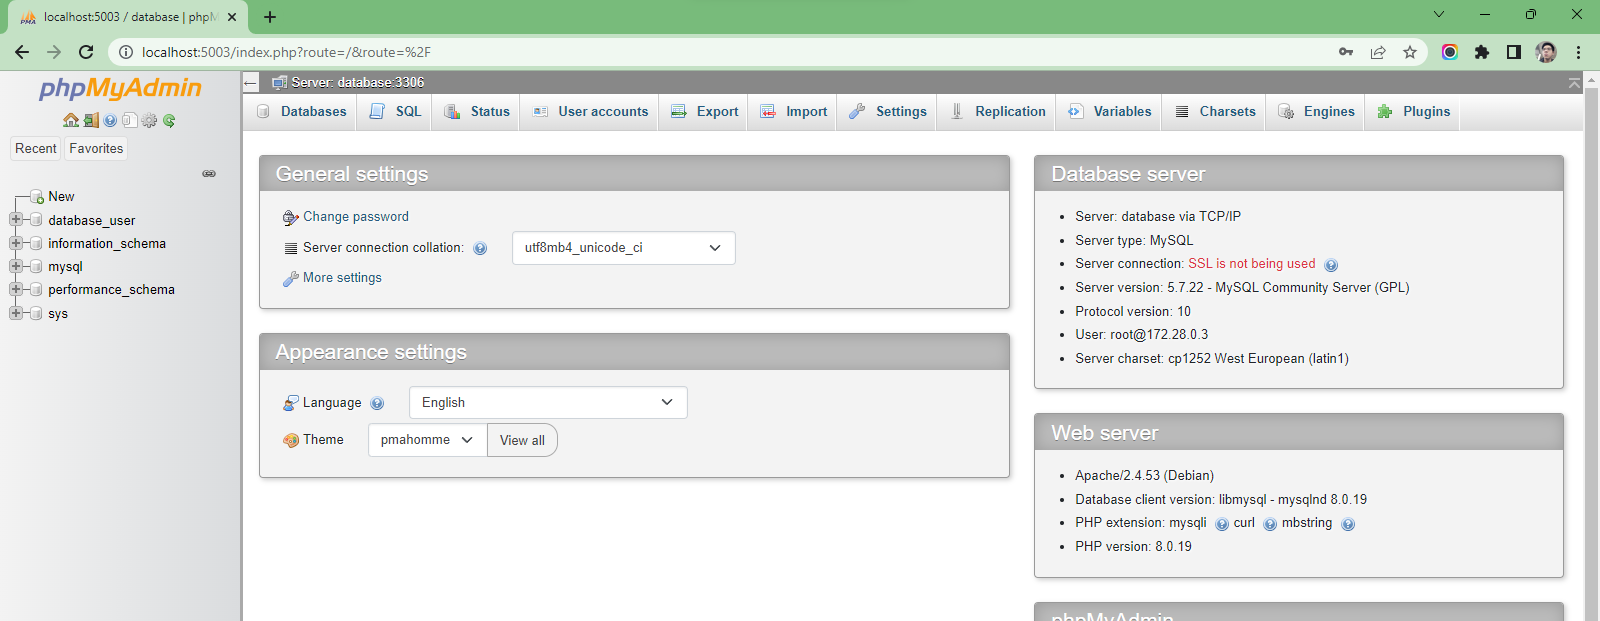 localhost:5003 / database | phpM
localhost:5003/index.php?route=/&route=%2F
phpMyAdmin
Recent Favorites
New
database_user
information_schema
mysql
performance_schema
sys
Server: database:3306
Databases SQL Status User accounts Export Import Settings Replication Variables Charsets Engines Plugins
General settings
Change password
Server connection collation: utf8mb4_unicode_ci
More settings
Appearance settings
Language English
Theme pmahomme View all
Database server
Server: database via TCP/IP
Server type: MySQL
Server connection: SSL is not being used
Server version: 5.7.22 - MySQL Community Server (GPL)
Protocol version: 10
User: root@172.28.0.3
Server charset: cp1252 West European (latin1)
Web server
Apache/2.4.53 (Debian)
Database client version: libmysql - mysqlnd 8.0.19
PHP extension: mysqli curl mbstring
PHP version: 8.0.19
phpMyAdmin